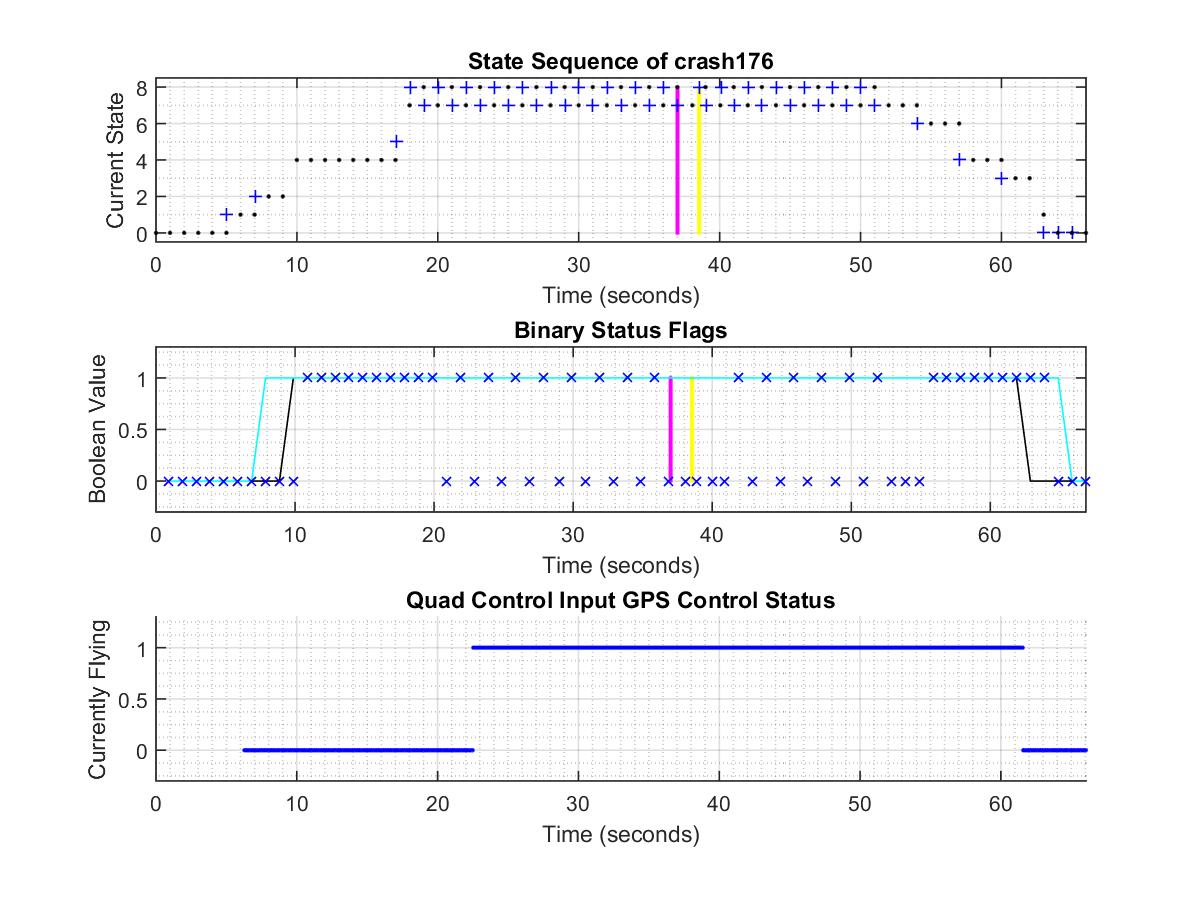 State Sequence of crash176
Current State
8
6
4
2
0
0 10 20 30 40 50 60
Time (seconds)
Binary Status Flags
Boolean Value
1
0.5
0
0 10 20 30 40 50 60
Time (seconds)
Quad Control Input GPS Control Status
Currently Flying
1
0.5
0
0 10 20 30 40 50 60
Time (seconds)